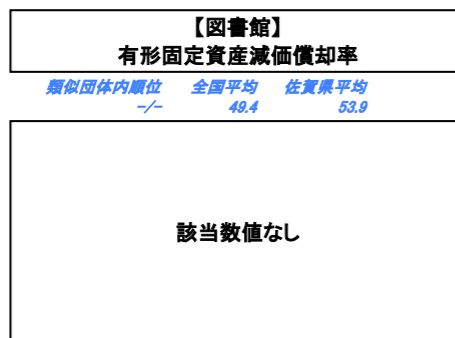 【図書館】
有形固定資産減価償却率
類似団体内順位 全国平均 佐賀県平均
-/- 49.4 53.9
該当数値なし